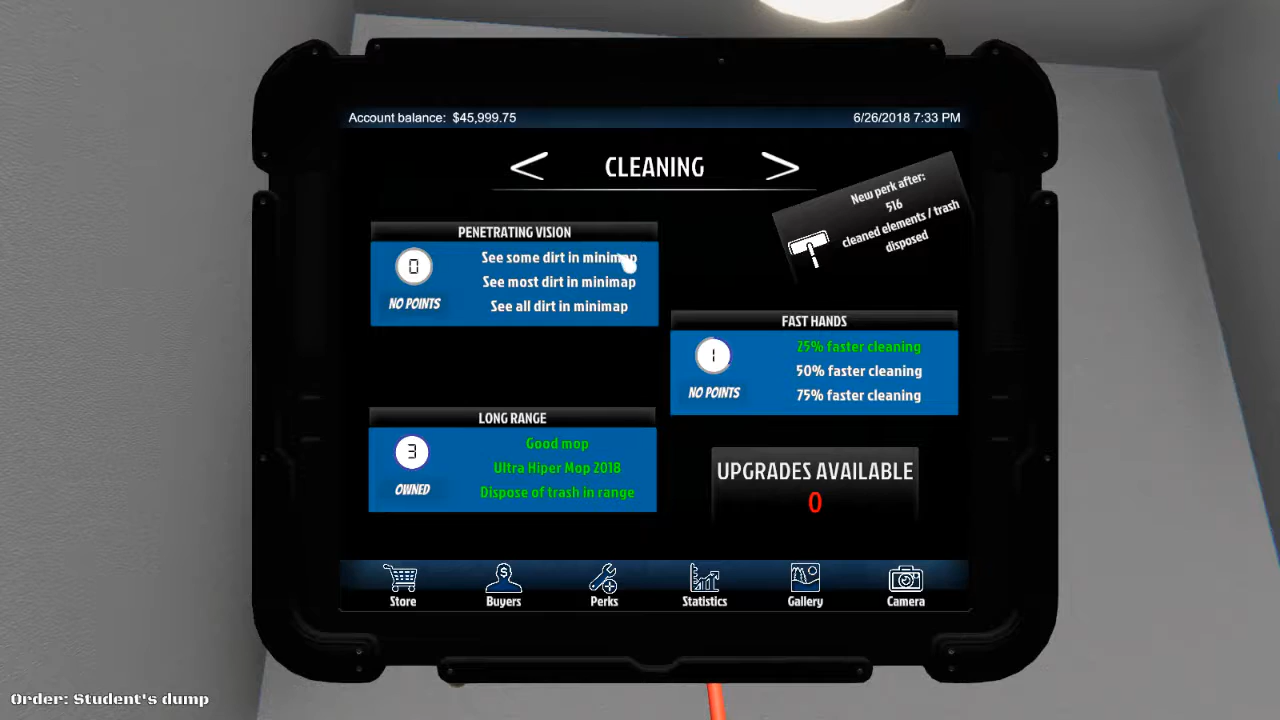 Account balance: $45,999.75
6/26/2018 7:33 PM
< CLEANING >
New perk after:
516
cleaned elements / trash
disposed
PENETRATING VISION
0
NO POINTS
See some dirt in minimap
See most dirt in minimap
See all dirt in minimap
FAST HANDS
1
NO POINTS
25% faster cleaning
50% faster cleaning
75% faster cleaning
LONG RANGE
3
OWNED
Good mop
Ultra Hiper Mop 2018
Dispose of trash in range
UPGRADES AVAILABLE
0
Store
Buyers
Perks
Statistics
Gallery
Camera
Order: Student's dump